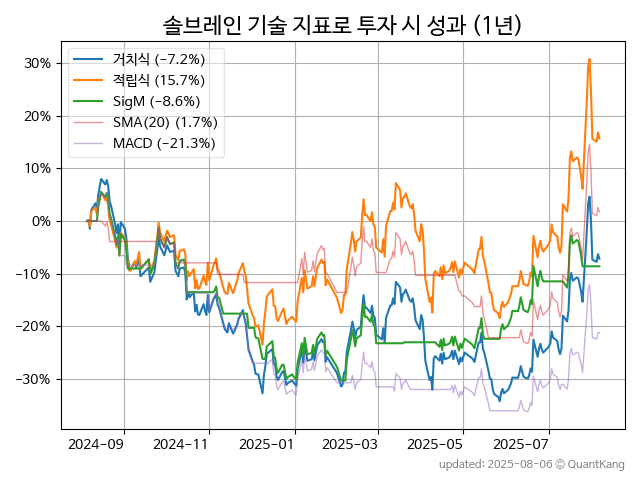 솔브레인 기술 지표로 투자 시 성과 (1년)
거치식 (−7.2%)
적립식 (15.7%)
SigM (−8.6%)
SMA(20) (1.7%)
MACD (−21.3%)
30%
20%
10%
0%
−10%
−20%
−30%
2024−09
2024−11
2025−01
2025−03
2025−05
2025−07
updated: 2025-08-06 © QuantKang